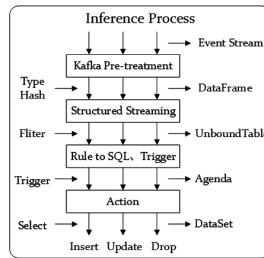 Inference Process
Event Stream
Kafka Pre-treatment
Type
Hash
DataFrame
Structured Streaming
Fliter
UnboundTable
Rule to SQL、Trigger
Trigger
Agenda
Action
Select
DataSet
Insert Update Drop